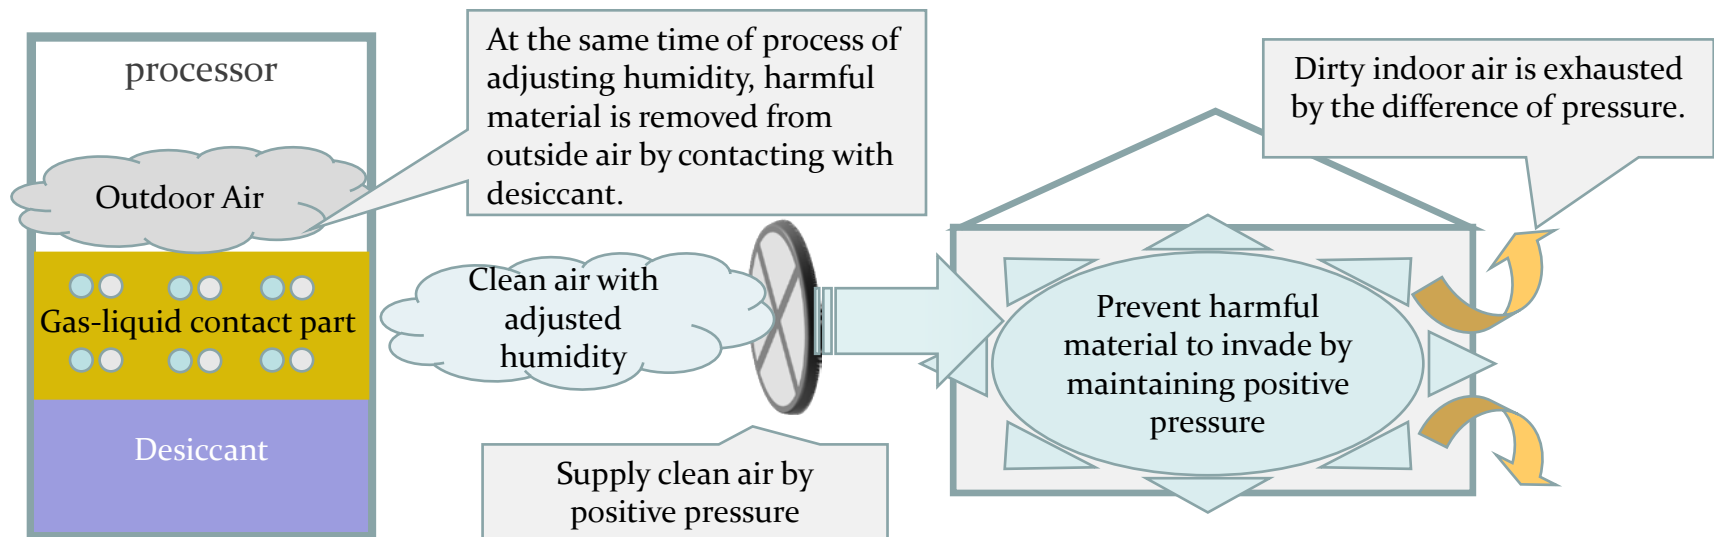 processor
Outdoor Air
Gas-liquid contact part
Desiccant
At the same time of process of
adjusting humidity, harmful
material is removed from
outside air by contacting with
desiccant.
Clean air with
adjusted
humidity
Supply clean air by
positive pressure
Prevent harmful
material to invade by
maintaining positive
pressure
Dirty indoor air is exhausted
by the difference of pressure.